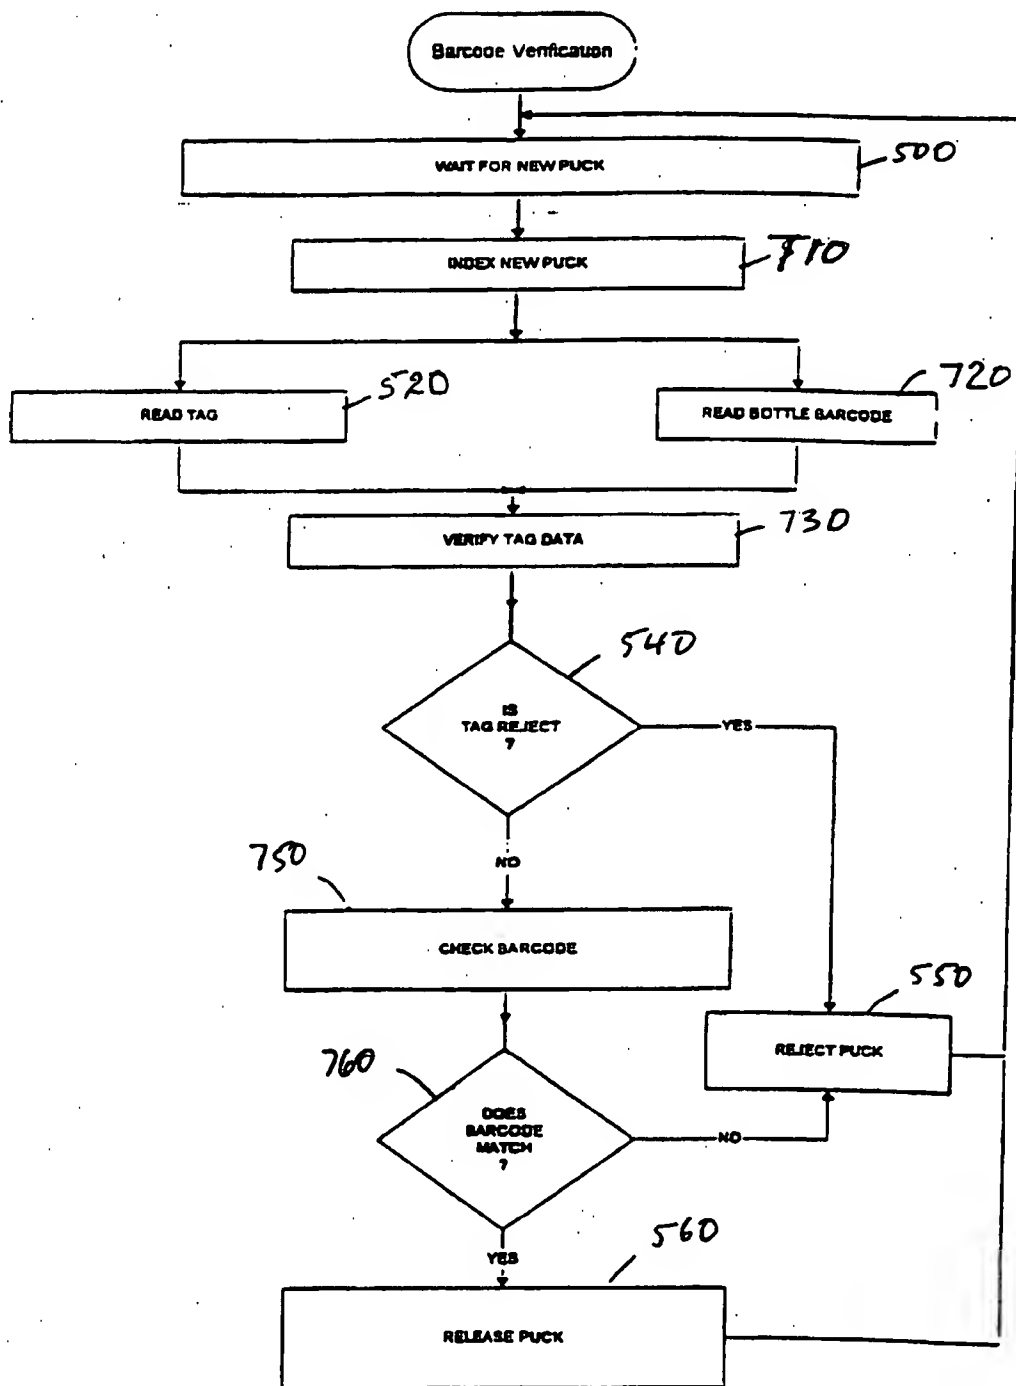 Barcode Verification
WAIT FOR NEW PUCK
500
INDEX NEW PUCK
710
READ TAG
520
READ BOTTLE BARCODE
720
VERIFY TAG DATA
730
540
IS
TAG REJECT
?
YES
NO
750
CHECK BARCODE
550
REJECT PUCK
760
DOES
BARCODE
MATCH
?
NO
YES
560
RELEASE PUCK